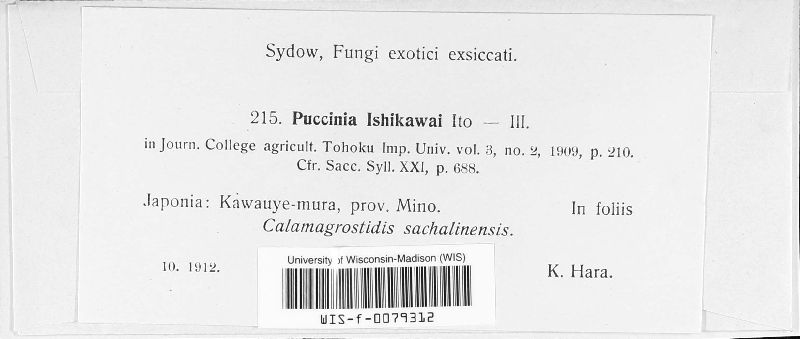 Sydow, Fungi exotici exsiccati.
215. Puccinia Ishikawai Ito — III.
in Journ. College agricult. Tohoku Imp. Univ. vol. 3, no. 2, 1909, p. 210.
Cfr. Sacc. Syll. XXI, p. 688.
Japonia: Kawauye-mura, prov. Mino. In foliis
Calamagrostidis sachalinensis.
10. 1912. K. Hara.
University of Wisconsin-Madison (WIS)
WIS-f-0079312